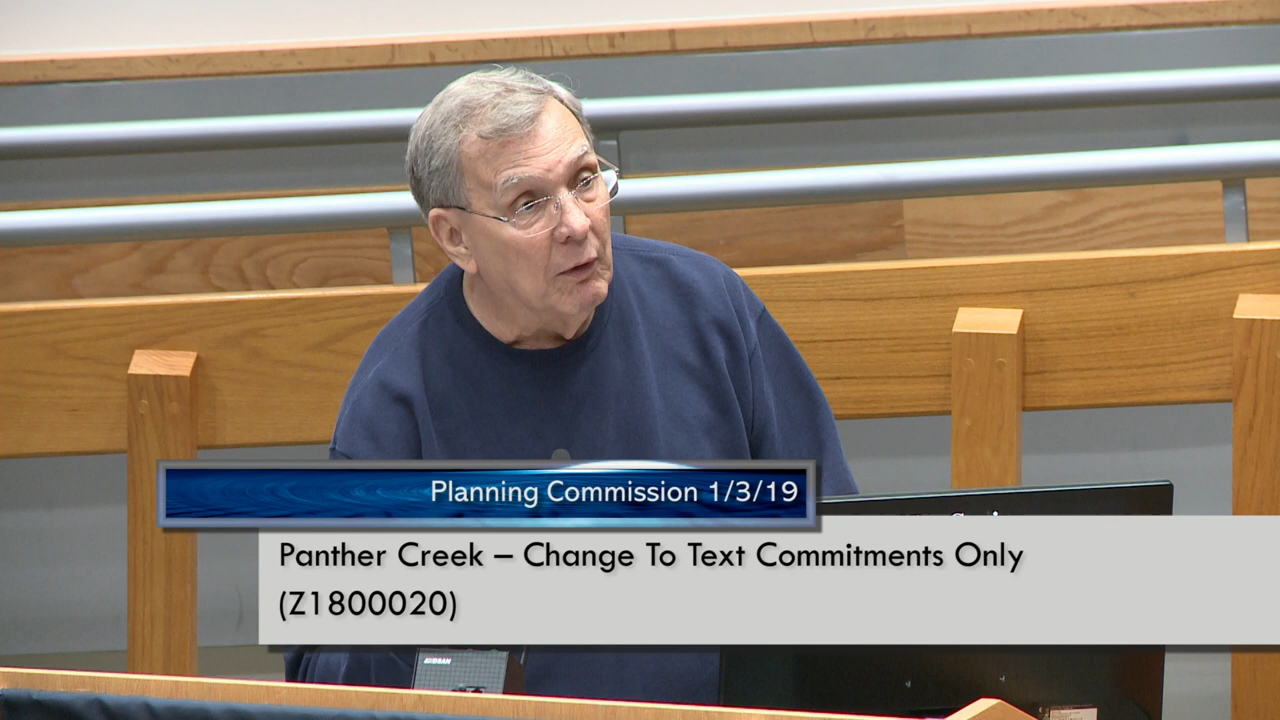 Planning Commission 1/3/19
Panther Creek – Change To Text Commitments Only
(Z1800020)